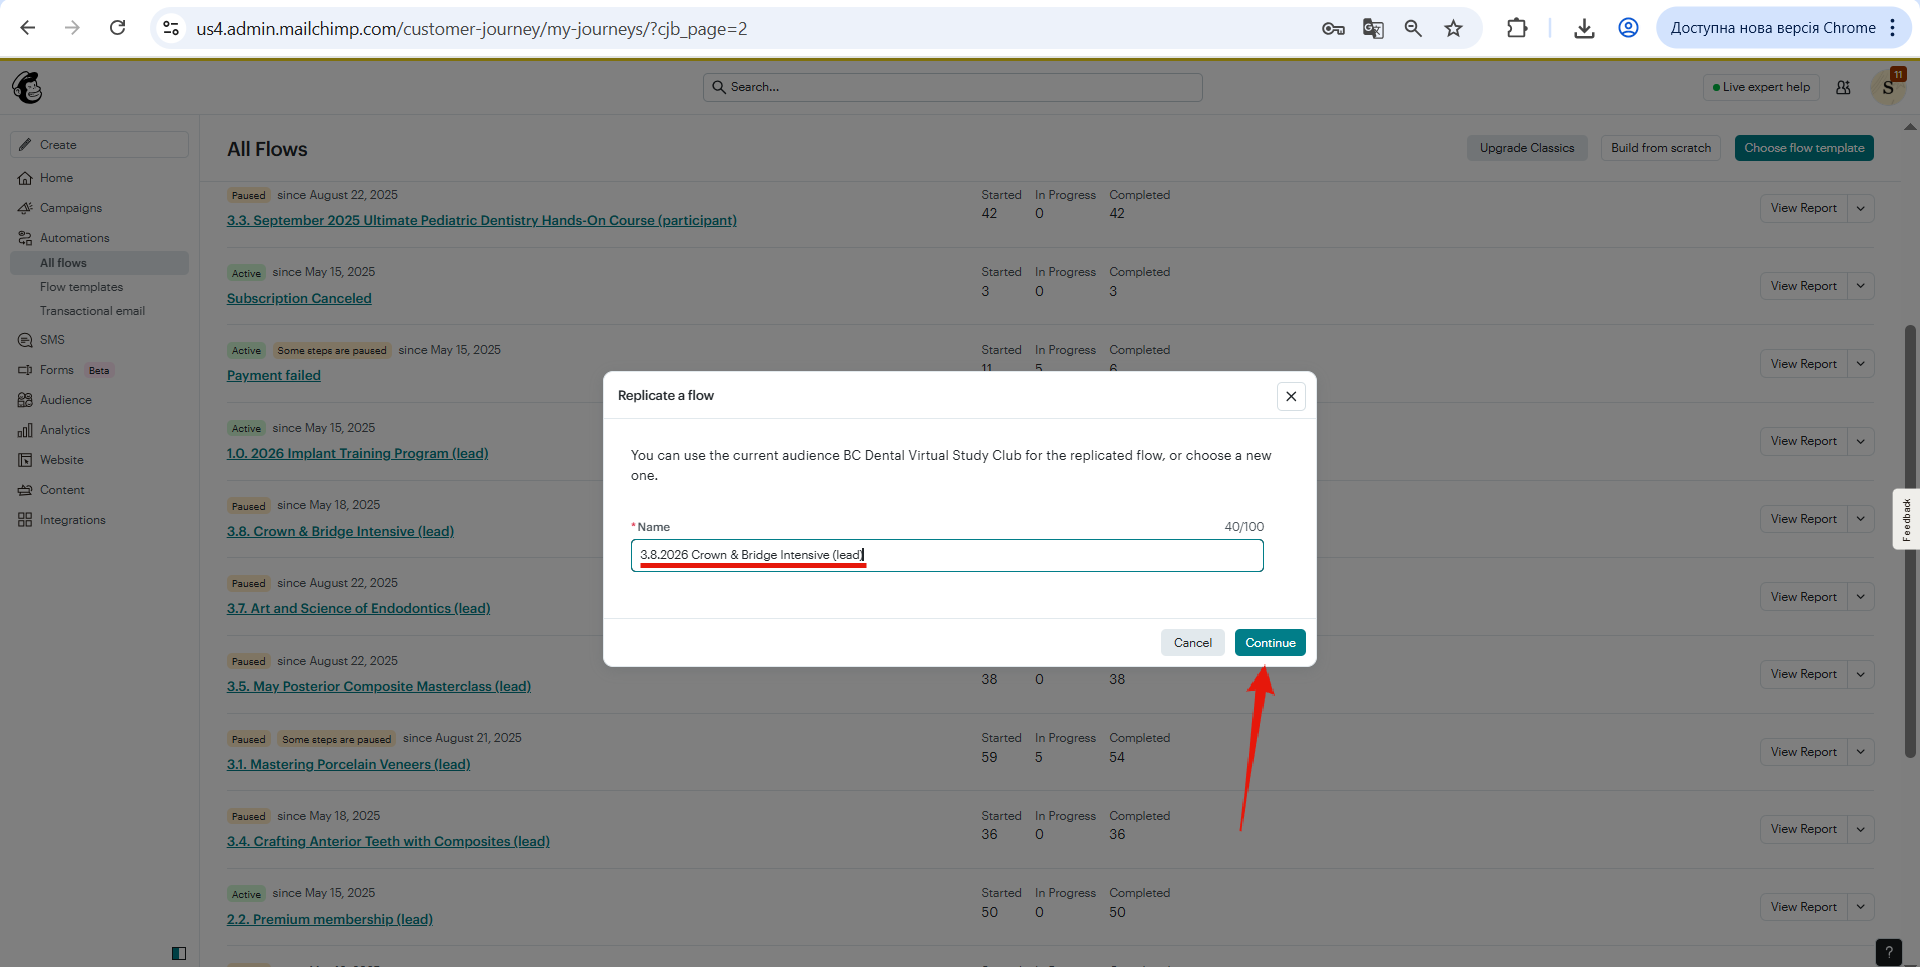 us4.admin.mailchimp.com/customer-journey/my-journeys/?cjb_page=2
Доступна нова версія Chrome
Search...
Live expert help
11
S
Create
Home
Campaigns
Automations
All flows
Flow templates
Transactional email
SMS
Forms Beta
Audience
Analytics
Website
Content
Integrations
All Flows
Upgrade Classics
Build from scratch
Choose flow template
Paused since August 22, 2025
3.3. September 2025 Ultimate Pediatric Dentistry Hands-On Course (participant)
Started In Progress Completed
42 0 42
View Report
Active since May 15, 2025
Subscription Canceled
Started In Progress Completed
3 0 3
View Report
Active Some steps are paused since May 15, 2025
Payment failed
Started In Progress Completed
11 5 6
View Report
Active since May 15, 2025
1.0. 2026 Implant Training Program (lead)
View Report
Paused since May 18, 2025
3.8. Crown & Bridge Intensive (lead)
View Report
Paused since August 22, 2025
3.7. Art and Science of Endodontics (lead)
View Report
Paused since August 22, 2025
3.5. May Posterior Composite Masterclass (lead)
38 0 38
View Report
Paused Some steps are paused since August 21, 2025
3.1. Mastering Porcelain Veneers (lead)
Started In Progress Completed
59 5 54
View Report
Paused since May 18, 2025
3.4. Crafting Anterior Teeth with Composites (lead)
Started In Progress Completed
36 0 36
View Report
Active since May 15, 2025
2.2. Premium membership (lead)
Started In Progress Completed
50 0 50
View Report
Replicate a flow
You can use the current audience BC Dental Virtual Study Club for the replicated flow, or choose a new
one.
* Name
40/100
3.8.2026 Crown & Bridge Intensive (lead)
Cancel
Continue
Feedback
?